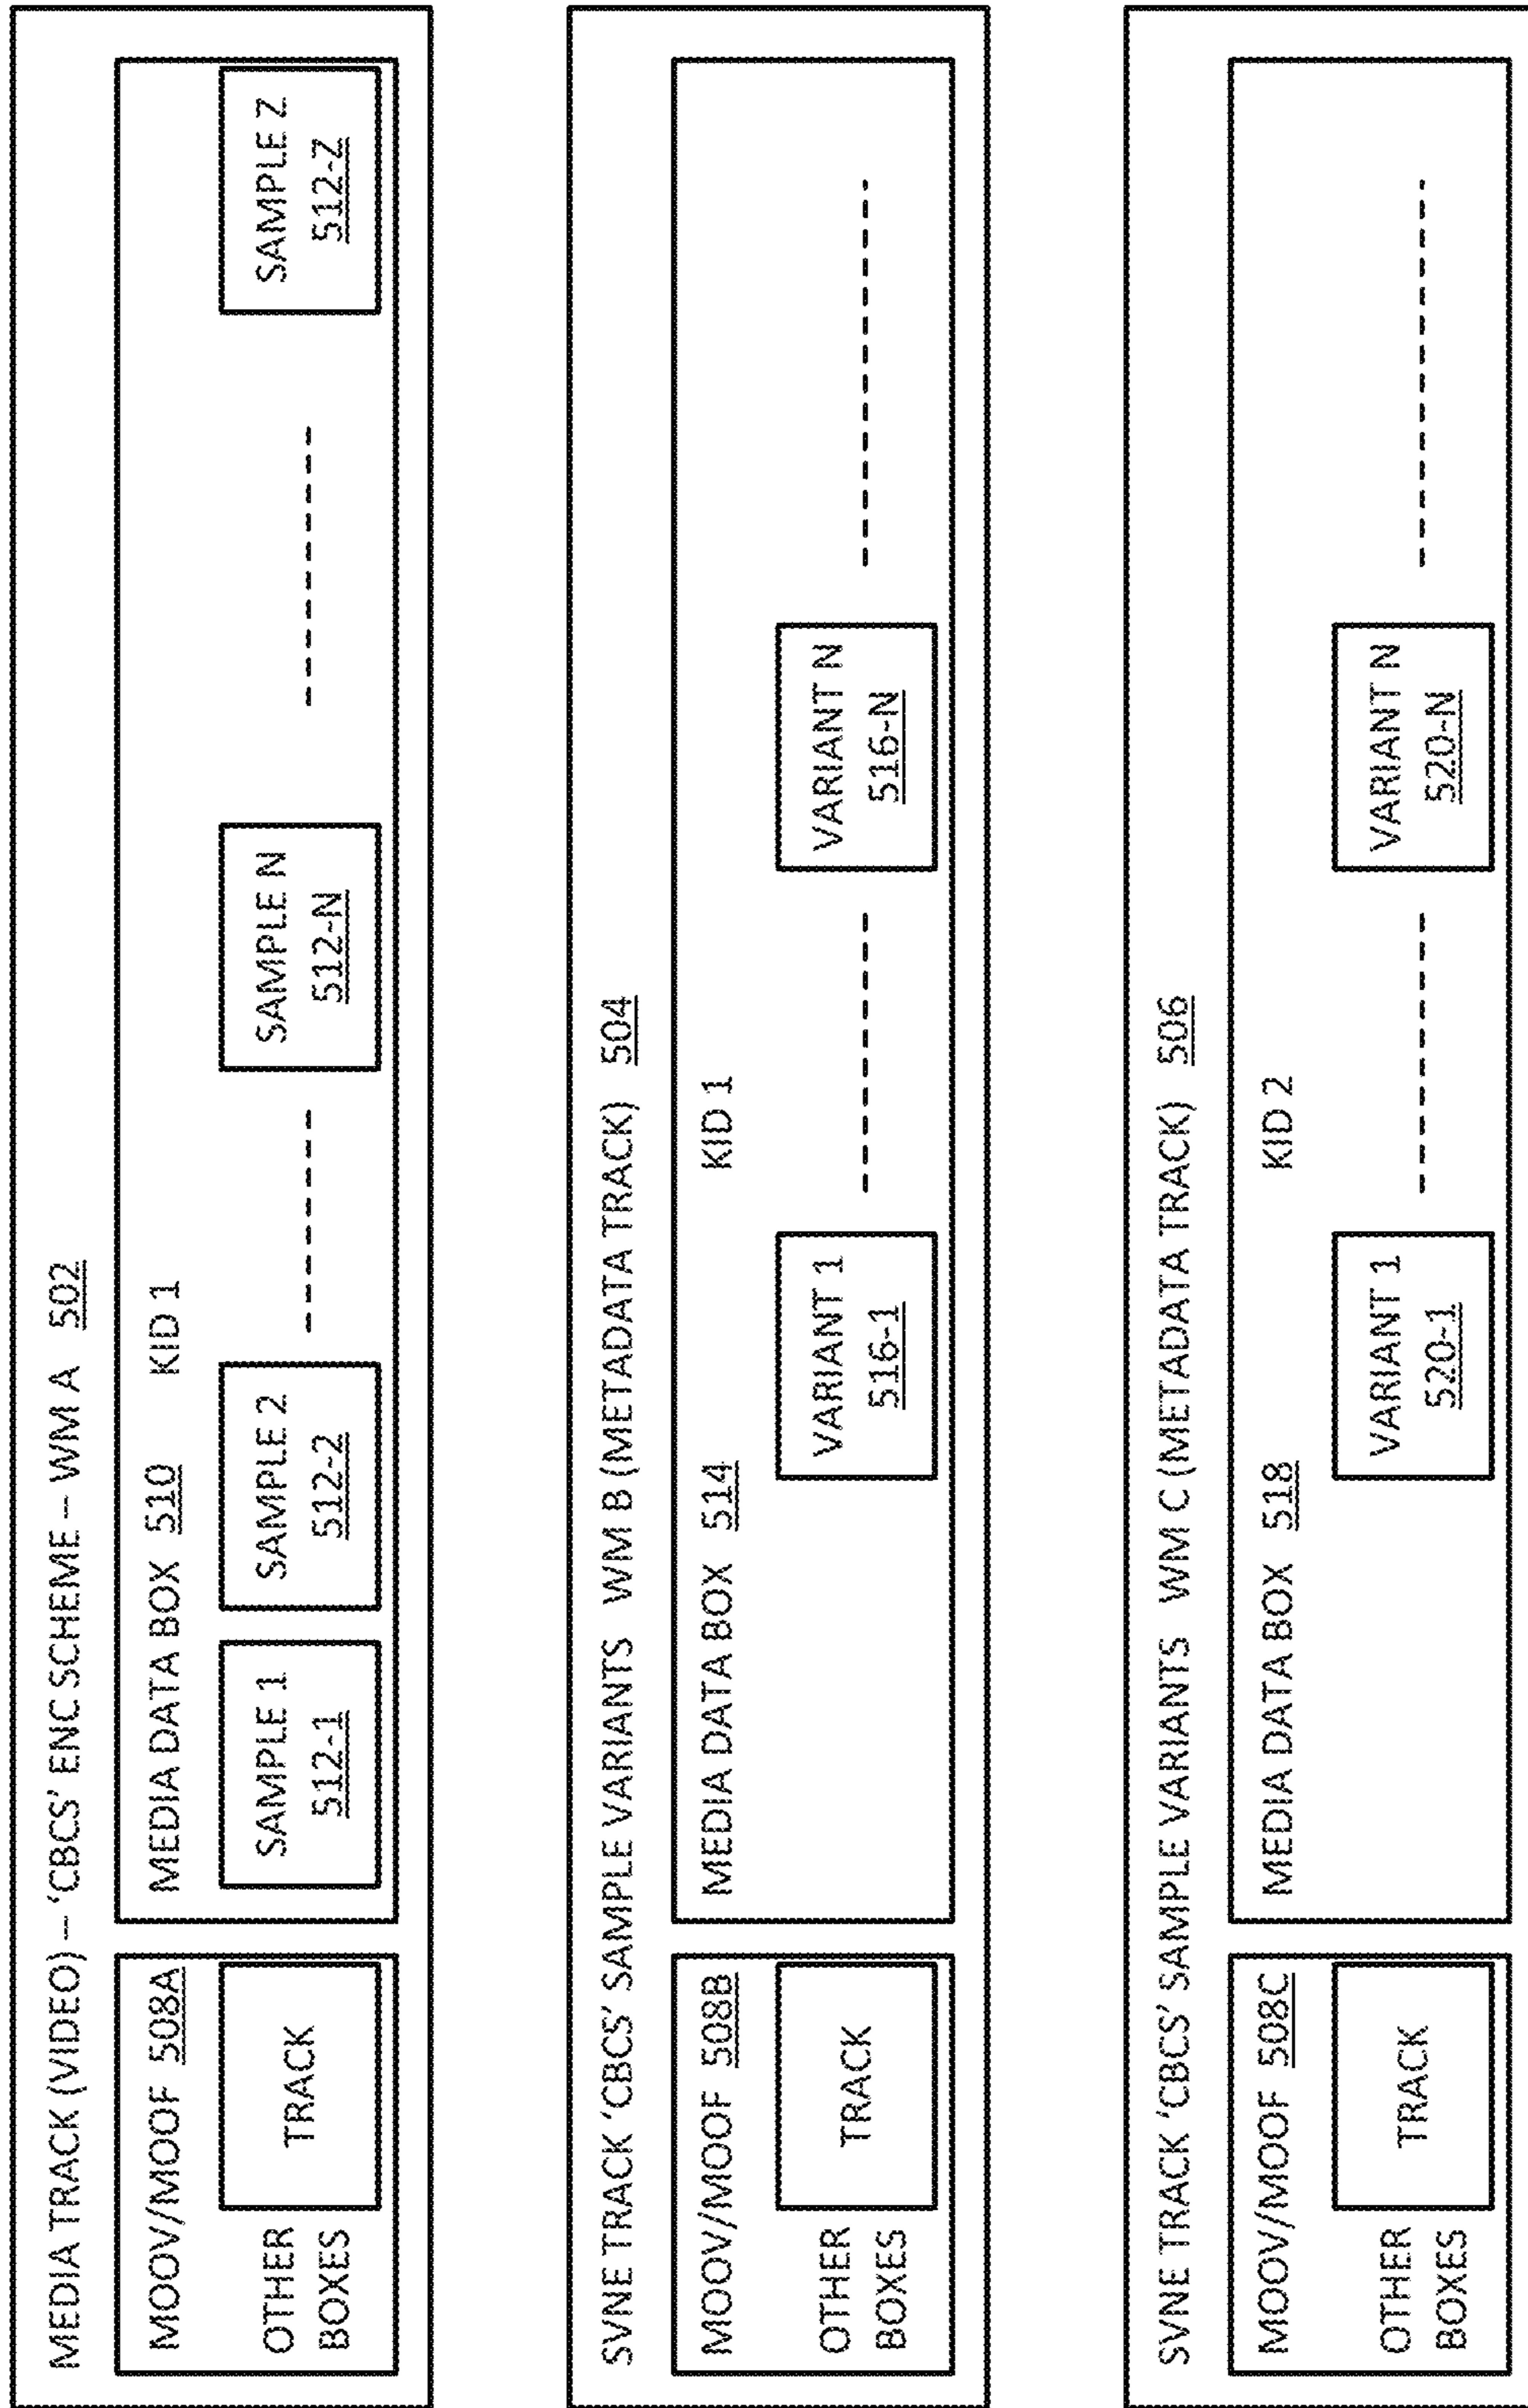 MEDIA TRACK (VIDEO) – 'CBCS' ENC SCHEME – WM A 502
MOOV/MOOF 508A
OTHER
BOXES
TRACK
MEDIA DATA BOX 510 KID 1
SAMPLE 1
512-1
SAMPLE 2
512-2
SAMPLE N
512-N
SAMPLE Z
512-Z
SVNE TRACK 'CBCS' SAMPLE VARIANTS WM B (METADATA TRACK) 504
MOOV/MOOF 508B
OTHER
BOXES
TRACK
MEDIA DATA BOX 514 KID 1
VARIANT 1
516-1
VARIANT N
516-N
SVNE TRACK 'CBCS' SAMPLE VARIANTS WM C (METADATA TRACK) 506
MOOV/MOOF 508C
OTHER
BOXES
TRACK
MEDIA DATA BOX 518 KID 2
VARIANT 1
520-1
VARIANT N
520-N